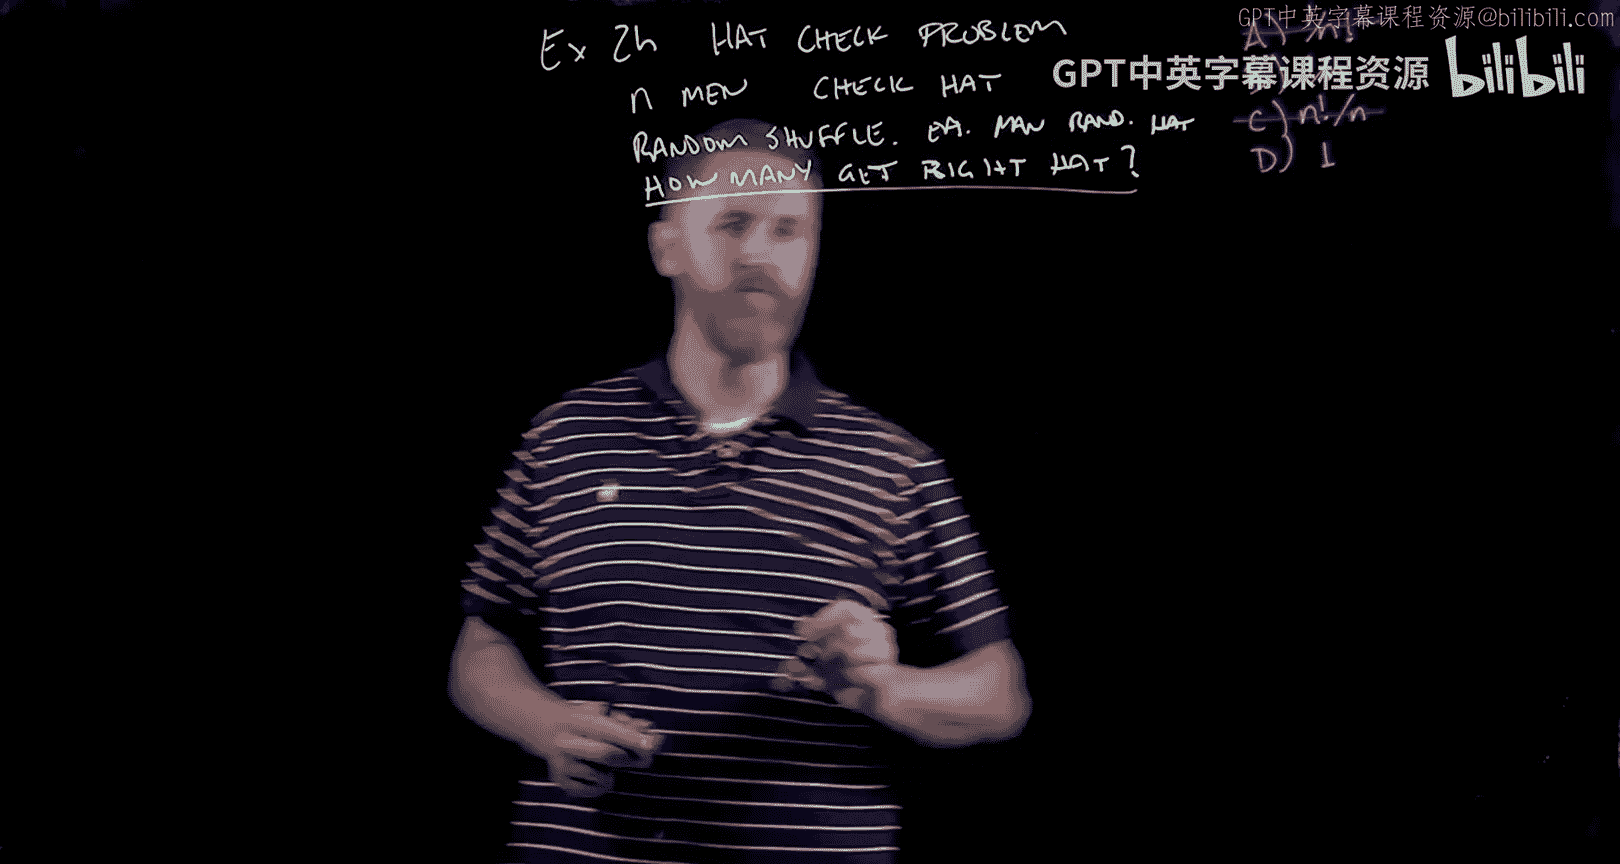 Ex 2h HAT CHECK PROBLEM
n MEN CHECK HAT
RANDOM SHUFFLE. EA. MAN RAND. HAT
HOW MANY GET RIGHT HAT?
GPT中英字幕课程资源@bilibili.com
A) n!
GPT中英字幕课程资源 bilibili
C) n!/n
D) 1